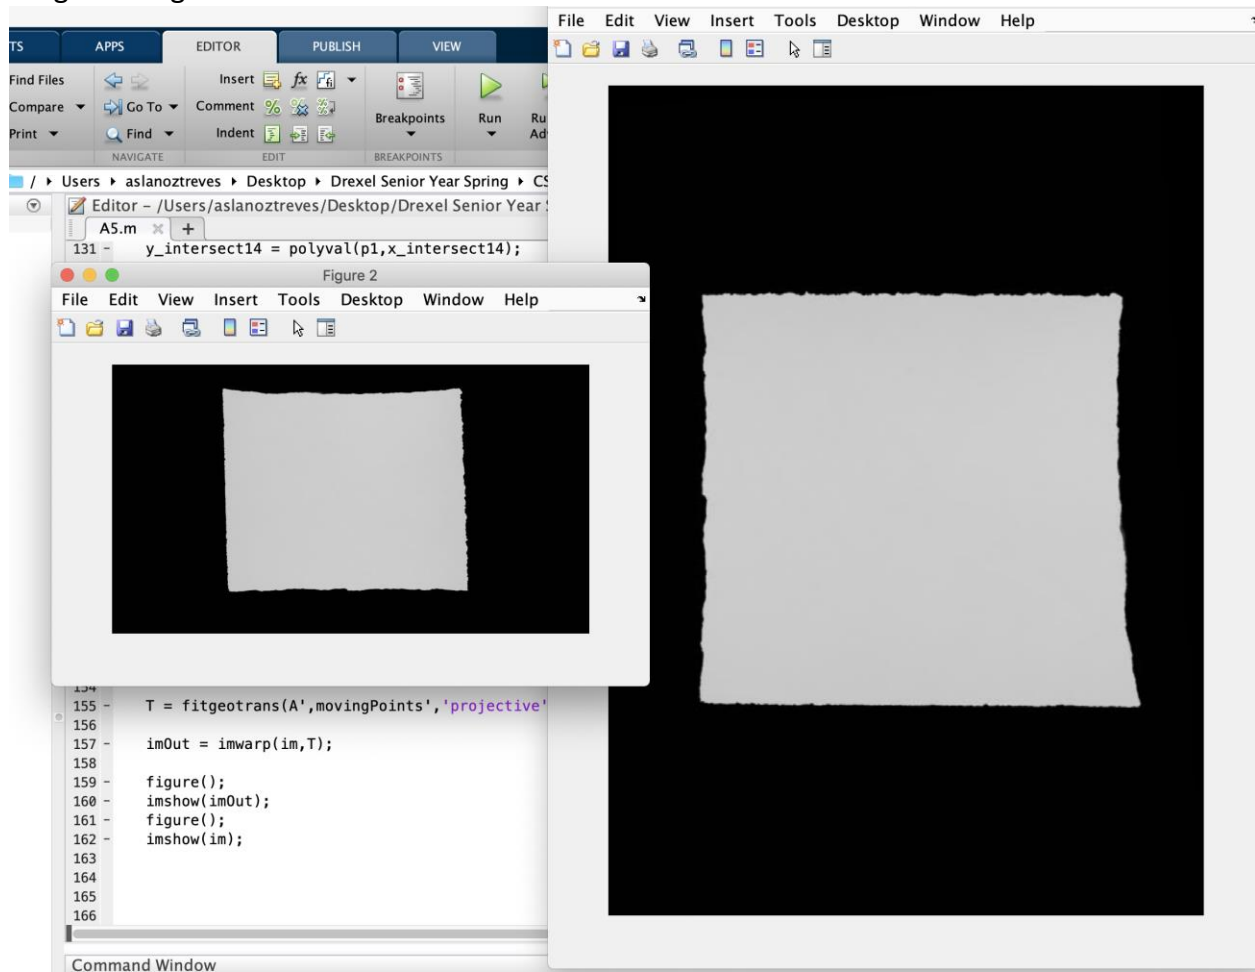 File Edit View Insert Tools Desktop Window Help
TS APPS EDITOR PUBLISH VIEW
Find Files Insert fx
Compare Go To Comment Breakpoints Run Ru
Print Find Indent Ad
NAVIGATE EDIT BREAKPOINTS
/ Users aslanoztreves Desktop Drexel Senior Year Spring CS
Editor - /Users/aslanoztreves/Desktop/Drexel Senior Year S
A5.m +
131 - y_intersect14 = polyval(p1,x_intersect14);
Figure 2
File Edit View Insert Tools Desktop Window Help
154
155 - T = fitgeotrans(A',movingPoints','projective'
156
157 - imOut = imwarp(im,T);
158
159 - figure();
160 - imshow(imOut);
161 - figure();
162 - imshow(im);
163
164
165
166
Command Window